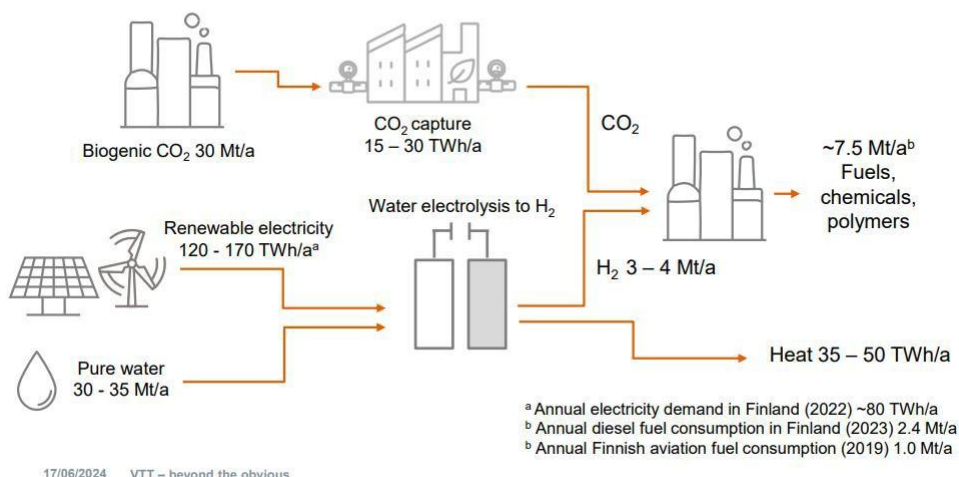 Biogenic CO₂ 30 Mt/a
CO₂ capture
15 – 30 TWh/a
CO₂
~7.5 Mt/aᵇ
Fuels,
chemicals,
polymers
Renewable electricity
120 - 170 TWh/aᵃ
Water electrolysis to H₂
H₂ 3 – 4 Mt/a
Pure water
30 - 35 Mt/a
Heat 35 – 50 TWh/a
ᵃ Annual electricity demand in Finland (2022) ~80 TWh/a
ᵇ Annual diesel fuel consumption in Finland (2023) 2.4 Mt/a
ᵇ Annual Finnish aviation fuel consumption (2019) 1.0 Mt/a
17/06/2024 VTT – beyond the obvious